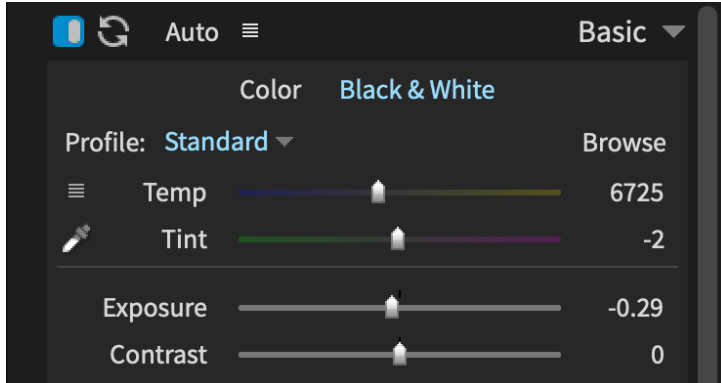 Auto Basic
Color Black & White
Profile: Standard Browse
Temp 6725
Tint -2
Exposure -0.29
Contrast 0